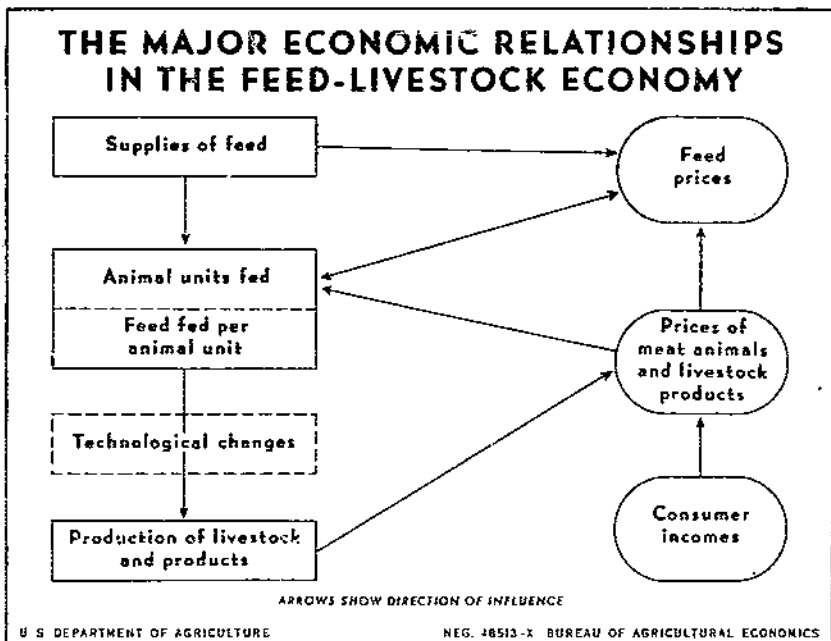 THE MAJOR ECONOMIC RELATIONSHIPS
IN THE FEED-LIVESTOCK ECONOMY
Supplies of feed
Feed
prices
Animal units fed
Feed fed per
animal unit
Prices of
meat animals
and livestock
products
Technological changes
Production of livestock
and products
Consumer
incomes
ARROWS SHOW DIRECTION OF INFLUENCE
U S DEPARTMENT OF AGRICULTURE
NEG. 46513-X BUREAU OF AGRICULTURAL ECONOMICS